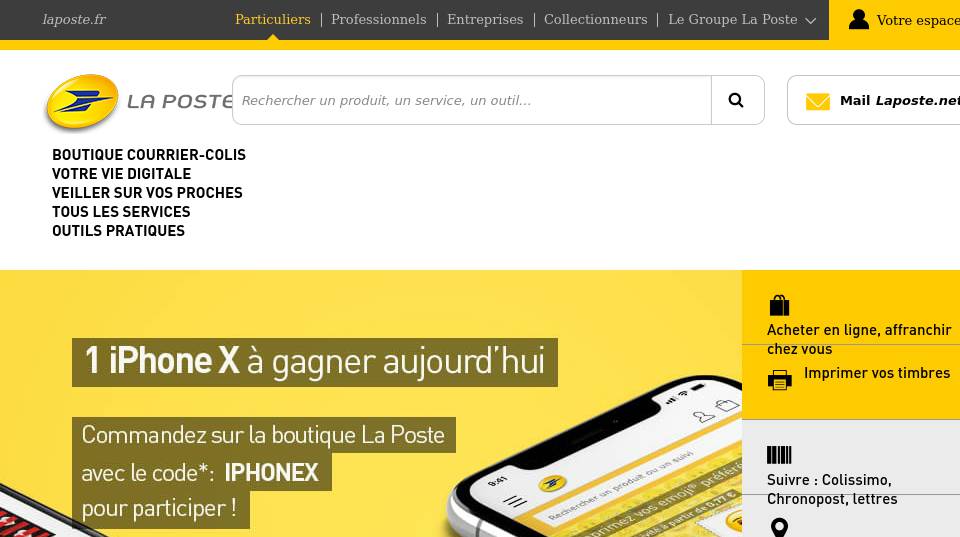 laposte.fr
Particuliers | Professionnels | Entreprises | Collectionneurs | Le Groupe La Poste
Votre espace
LA POSTE
Rechercher un produit, un service, un outil...
Mail Laposte.net
BOUTIQUE COURRIER-COLIS
VOTRE VIE DIGITALE
VEILLER SUR VOS PROCHES
TOUS LES SERVICES
OUTILS PRATIQUES
1 iPhone X à gagner aujourd'hui
Commandez sur la boutique La Poste
avec le code*: IPHONEX
pour participer !
9:41
Rechercher un produit ou un suivi
primez vos emoji® préféré
à partir de 0,77 €
Acheter en ligne, affranchir
chez vous
Imprimer vos timbres
Suivre : Colissimo,
Chronopost, lettres